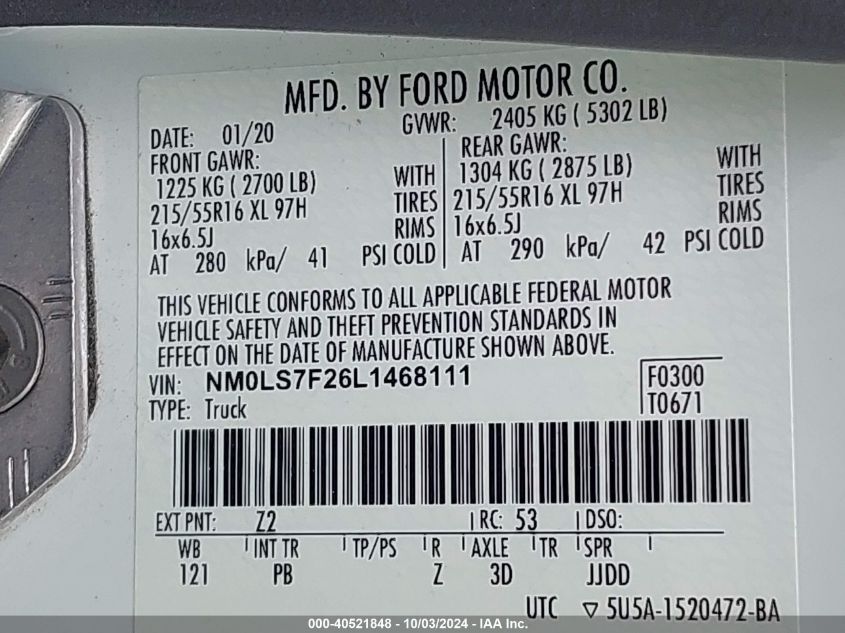 MFD. BY FORD MOTOR CO.
DATE: 01/20 GVWR: 2405 KG ( 5302 LB)
FRONT GAWR: REAR GAWR:
1225 KG ( 2700 LB) WITH 1304 KG ( 2875 LB) WITH
215/55R16 XL 97H TIRES 215/55R16 XL 97H TIRES
16x6.5J RIMS 16x6.5J RIMS
AT 280 kPa/ 41 PSI COLD AT 290 kPa/ 42 PSI COLD
THIS VEHICLE CONFORMS TO ALL APPLICABLE FEDERAL MOTOR
VEHICLE SAFETY AND THEFT PREVENTION STANDARDS IN
EFFECT ON THE DATE OF MANUFACTURE SHOWN ABOVE.
VIN: NM0LS7F26L1468111 F0300
TYPE: Truck T0671
EXT PNT: Z2 RC: 53 DSO:
WB INT TR TP/PS R AXLE TR SPR
121 PB Z 3D JJDD
UTC ▽ 5U5A-1520472-BA
000-40521848 - 10/03/2024 - IAA Inc.